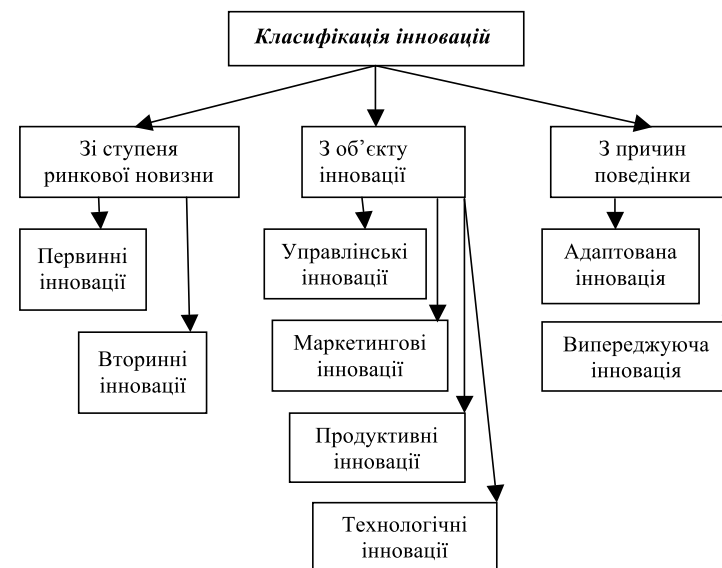 Класифікація інновацій
Зі ступеня
ринкової новизни
З об’єкту
інновації
З причин
поведінки
Первинні
інновації
Вторинні
інновації
Управлінські
інновації
Маркетингові
інновації
Продуктивні
інновації
Технологічні
інновації
Адаптована
інновація
Випереджуюча
інновація